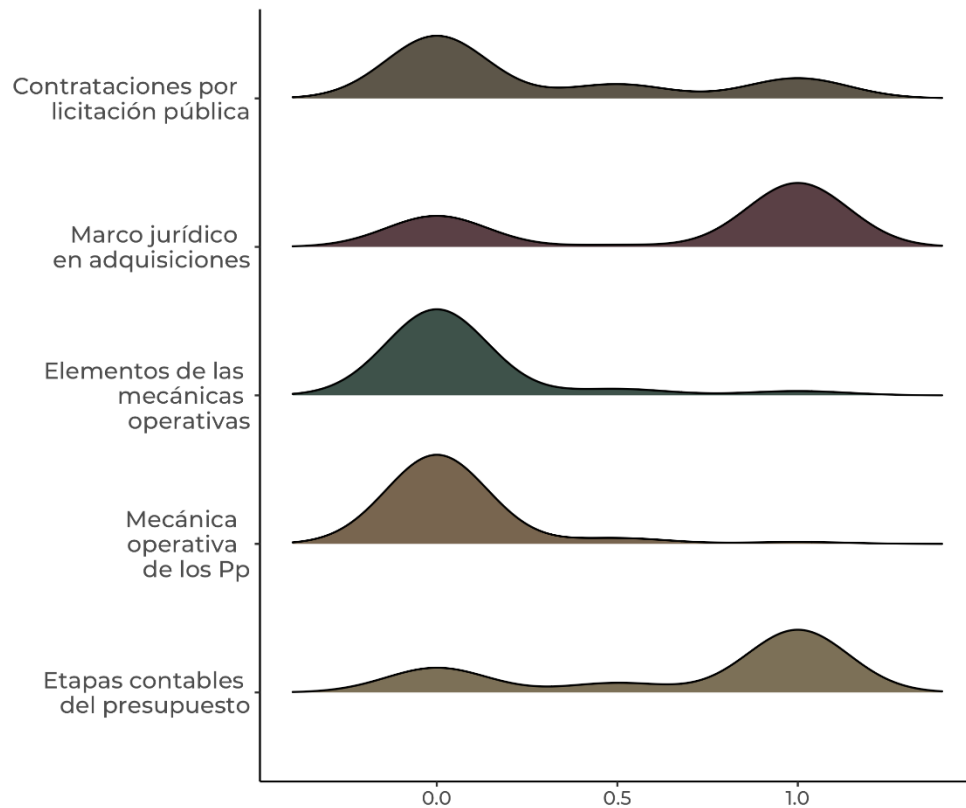 Contrataciones por
licitación pública
Marco jurídico
en adquisiciones
Elementos de las
mecánicas
operativas
Mecánica
operativa
de los Pp
Etapas contables
del presupuesto
0.0 0.5 1.0